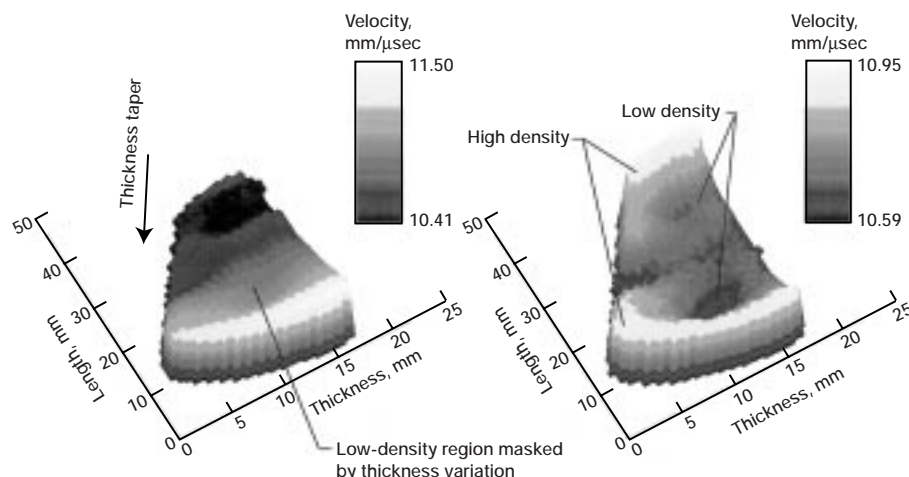 Velocity,
mm/μsec
11.50
10.41
Thickness taper
50
40
30
20
10
0
Length, mm
0
5
10
15
20
25
Thickness, mm
Low-density region masked
by thickness variation
Velocity,
mm/μsec
10.95
10.59
Low density
High density
50
40
30
20
10
0
Length, mm
0
5
10
15
20
25
Thickness, mm